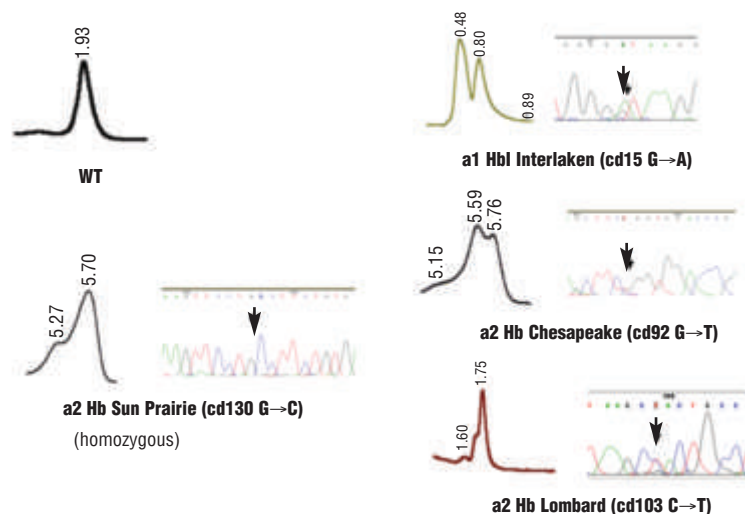 1.93
WT
5.27
5.70
a2 Hb Sun Prairie (cd130 G→C)
(homozygous)
0.48
0.80
0.89
a1 HbI Interlaken (cd15 G→A)
5.15
5.59
5.76
a2 Hb Chesapeake (cd92 G→T)
1.60
1.75
a2 Hb Lombard (cd103 C→T)